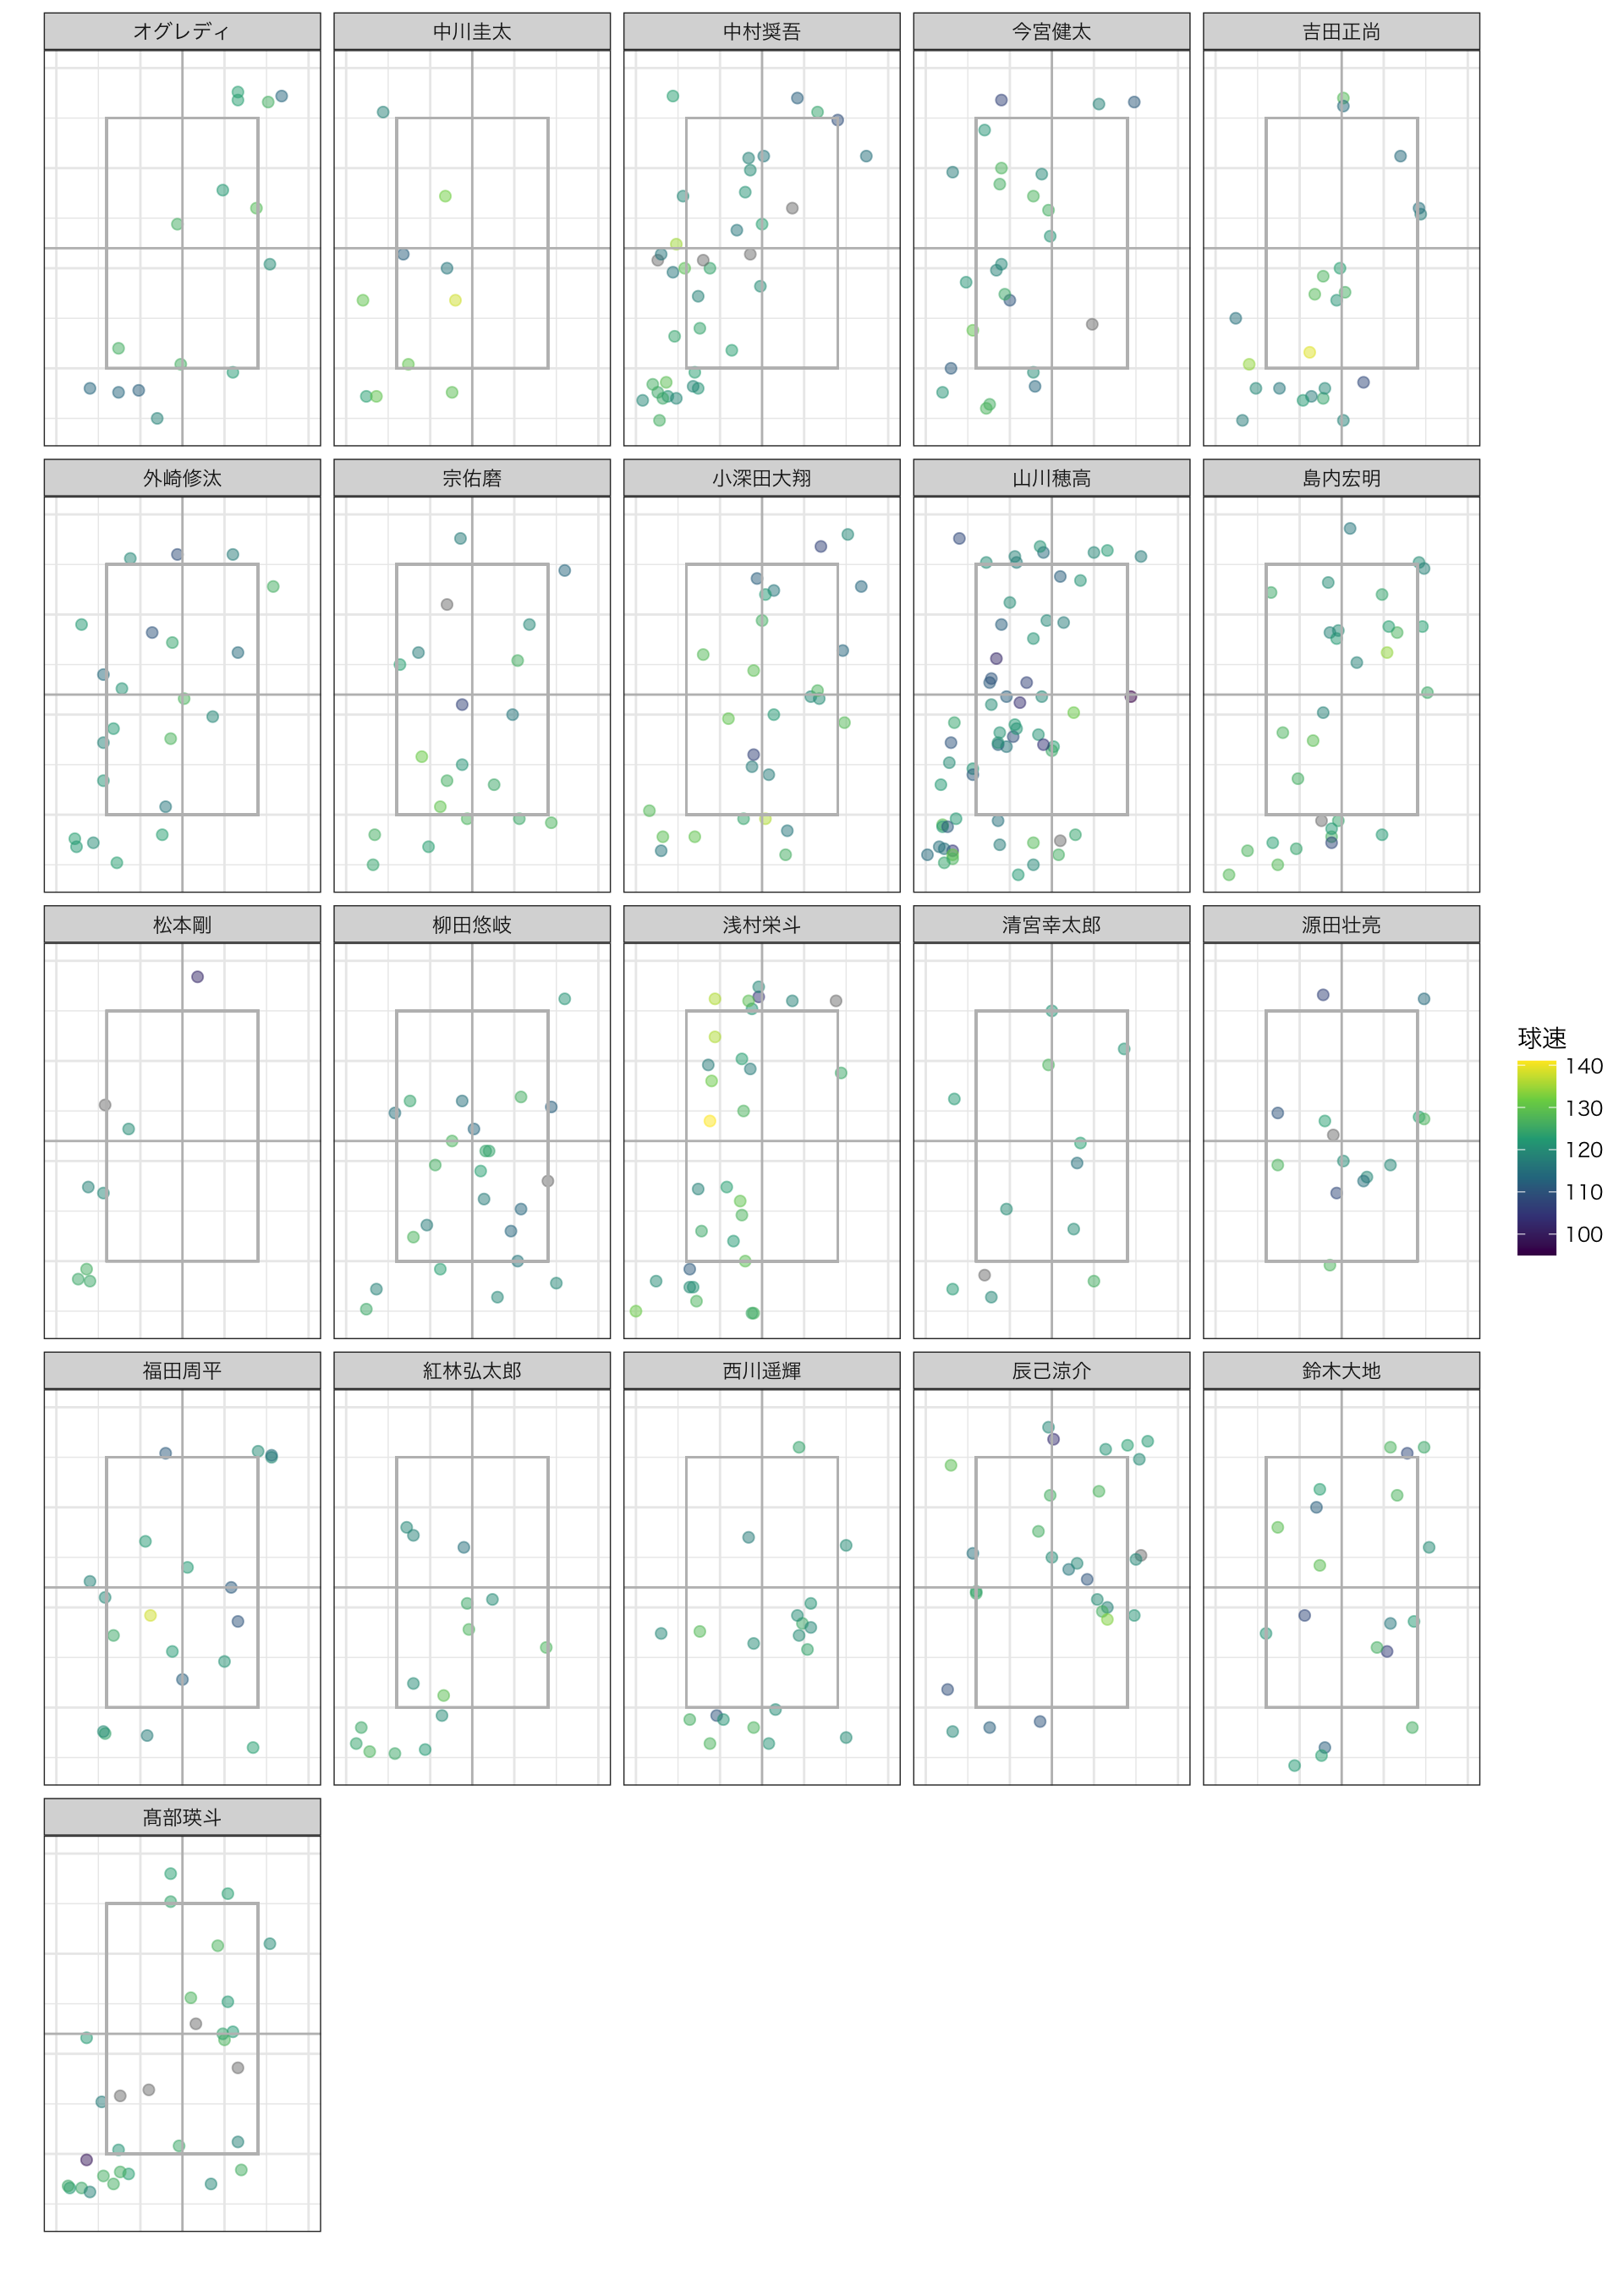 オグレディ
中川圭太
中村奨吾
今宮健太
吉田正尚
外崎修汰
宗佑磨
小深田大翔
山川穂高
島内宏明
松本剛
柳田悠岐
浅村栄斗
清宮幸太郎
源田壮亮
球速
140
130
120
110
100
福田周平
紅林弘太郎
西川遥輝
辰己涼介
鈴木大地
髙部瑛斗